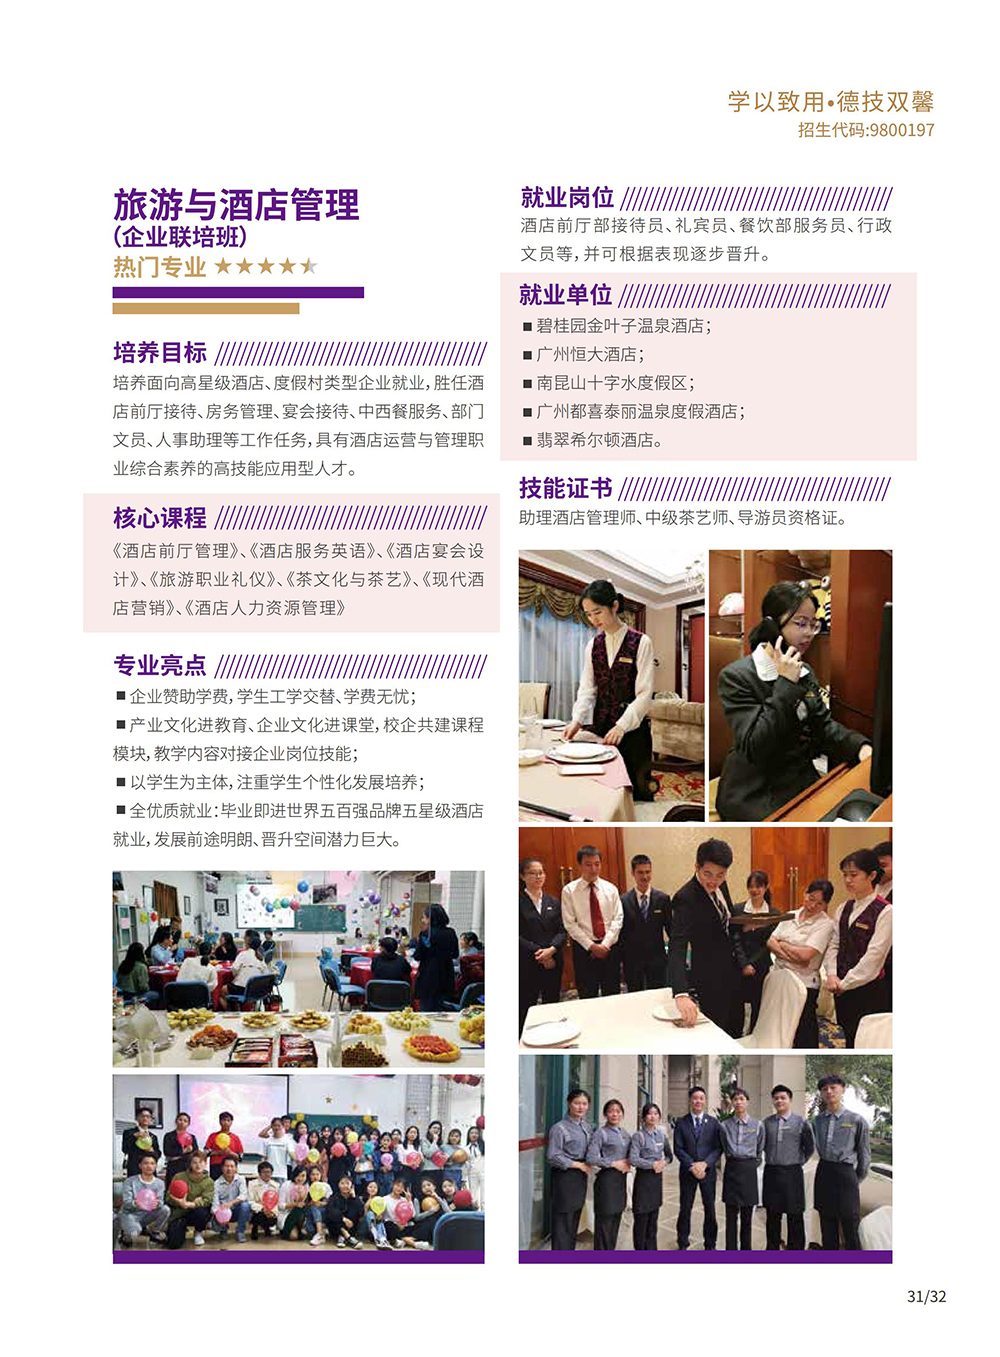 学以致用•德技双馨
招生代码:9800197
旅游与酒店管理
(企业联培班)
热门专业
培养目标
培养面向高星级酒店、度假村类型企业就业，胜任酒
店前厅接待、房务管理、宴会接待、中西餐服务、部门
文员、人事助理等工作任务，具有酒店运营与管理职
业综合素养的高技能应用型人才。
核心课程
《酒店前厅管理》、《酒店服务英语》、《酒店宴会设
计》、《旅游职业礼仪》、《茶文化与茶艺》、《现代酒
店营销》、《酒店人力资源管理》
专业亮点
■ 企业赞助学费，学生工学交替、学费无忧；
■ 产业文化进教育、企业文化进课堂，校企共建课程
模块，教学内容对接企业岗位技能；
■ 以学生为主体，注重学生个性化发展培养；
■ 全优质就业：毕业即进世界五百强品牌五星级酒店
就业，发展前途明朗、晋升空间潜力巨大。
就业岗位
酒店前厅部接待员、礼宾员、餐饮部服务员、行政
文员等，并可根据表现逐步晋升。
就业单位
■ 碧桂园金叶子温泉酒店；
■ 广州恒大酒店；
■ 南昆山十字水度假区；
■ 广州都喜泰丽温泉度假酒店；
■ 翡翠希尔顿酒店。
技能证书
助理酒店管理师、中级茶艺师、导游员资格证。
31/32